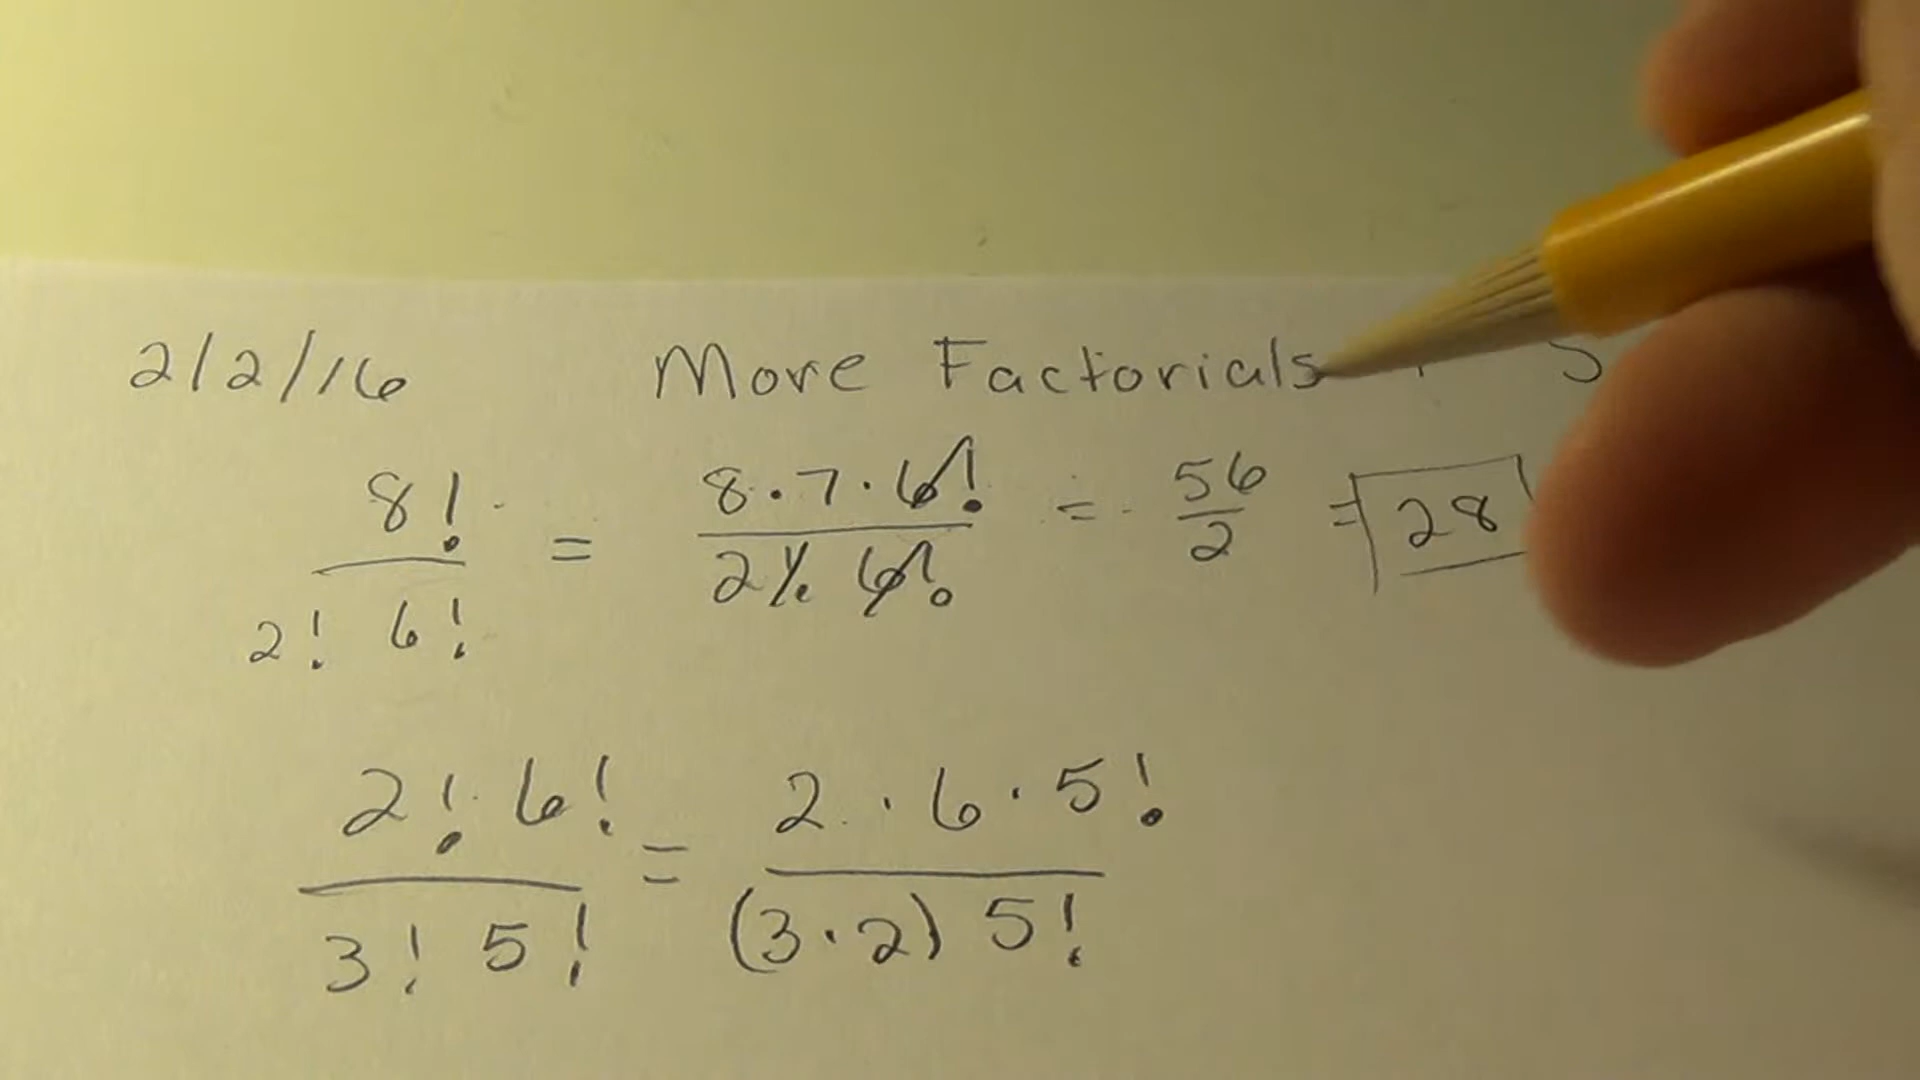 2/2/16 More Factorials
8! / 2! 6! = 8·7·6! / 2! 6! = 56 / 2 = 28
2! 6! / 3! 5! = 2·6·5! / (3·2) 5!